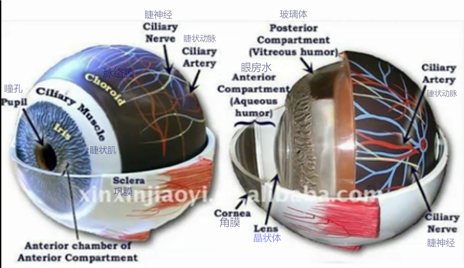 睫神经
Ciliary
Nerve
睫状动脉
Ciliary
Artery
瞳孔
Pupil
Choroid
Ciliary Muscle
Iris
睫状肌
Sclera
巩膜
Anterior chamber of
Anterior Compartment
玻璃体
Posterior
Compartment
(Vitreous humor)
眼房水
Anterior
Compartment
(Aqueous
humor)
Ciliary
Artery
睫状动脉
Cornea
角膜
Lens
晶状体
Ciliary
Nerve
睫神经